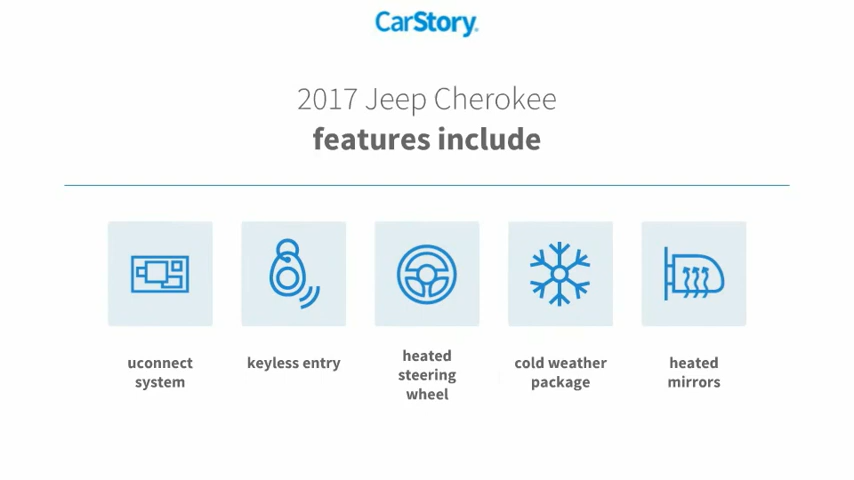 CarStory
2017 Jeep Cherokee
features include
uconnect
system
keyless entry
heated
steering
wheel
cold weather
package
heated
mirrors